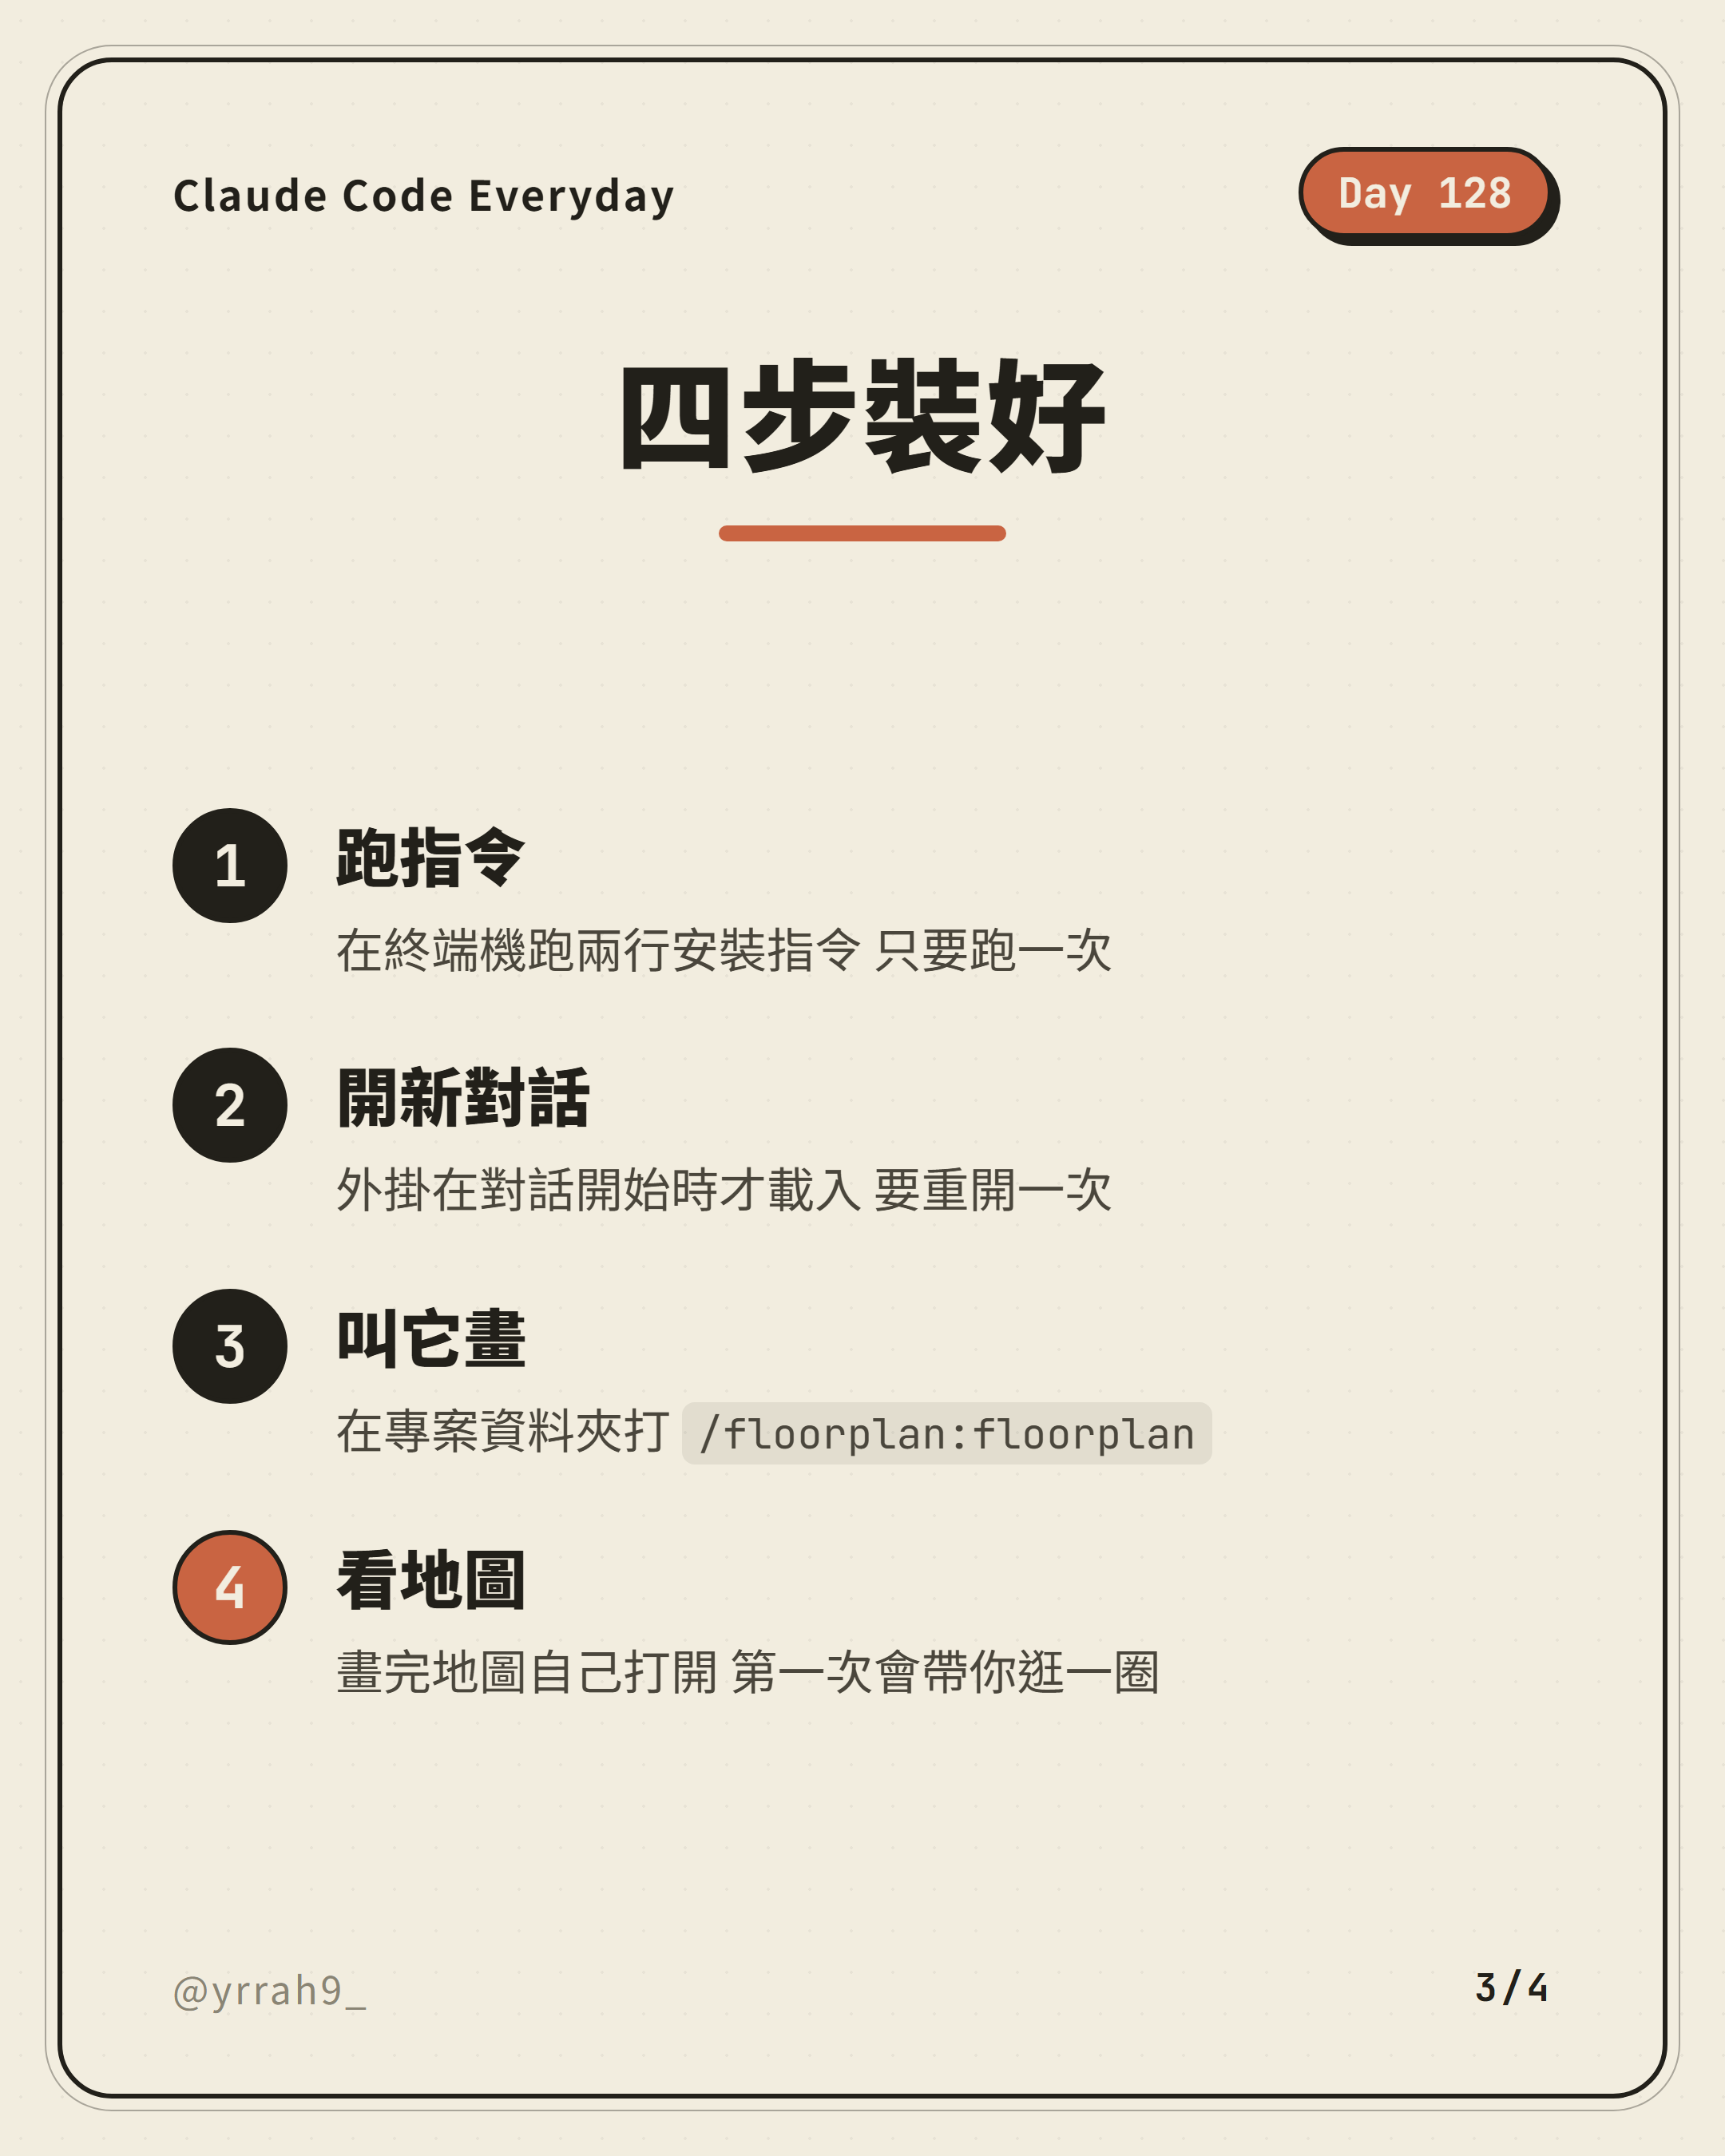 Claude Code Everyday
Day 128
四步裝好
1
跑指令
在終端機跑兩行安裝指令 只要跑一次
2
開新對話
外掛在對話開始時才載入 要重開一次
3
叫它畫
在專案資料夾打 /floorplan:floorplan
4
看地圖
畫完地圖自己打開 第一次會帶你逛一圈
@yrrah9_
3/4